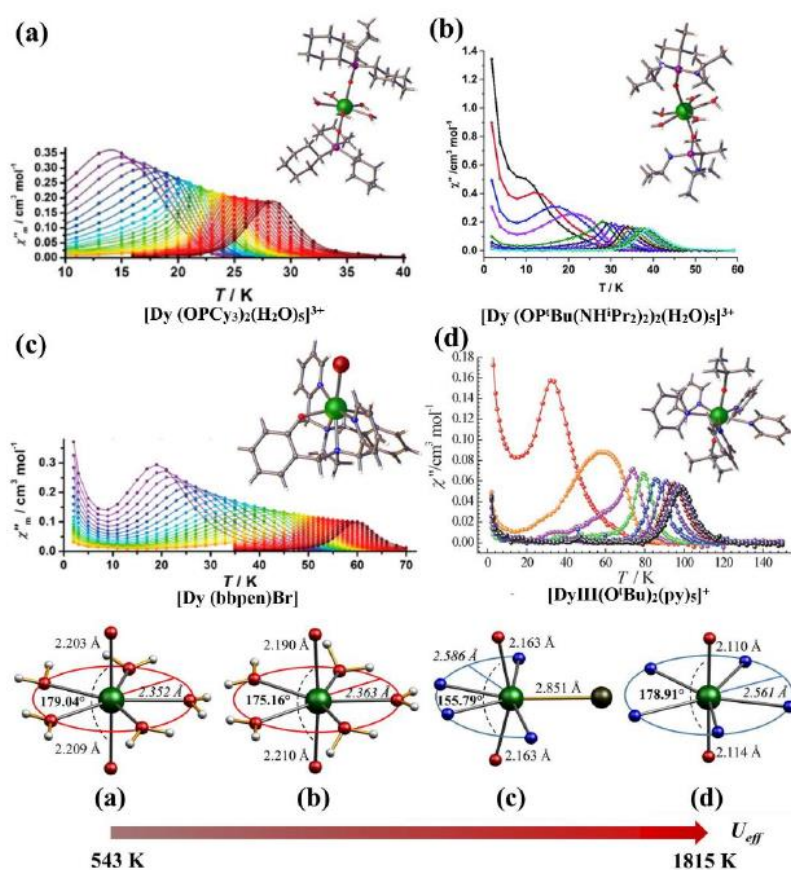 (a)
χ''ₘ / cm³ mol⁻¹
0.35
0.30
0.25
0.20
0.15
0.10
0.05
0.00
10 15 20 25 30 35 40
T / K
[Dy (OPCy₃)₂(H₂O)₅]³⁺
(b)
χ'' /cm³ mol⁻¹
1.4
1.2
1.0
0.8
0.6
0.4
0.2
0.0
0 10 20 30 40 50 60
T / K
[Dy (OPᵗBu(NHⁱPr₂)₂)₂(H₂O)₅]³⁺
(c)
χ''ₘ / cm³ mol⁻¹
0.3
0.2
0.1
0.0
0 10 20 30 40 50 60 70
T / K
[Dy (bbpen)Br]
(d)
χ''/cm³ mol⁻¹
0.18
0.16
0.14
0.12
0.10
0.08
0.06
0.04
0.02
0.00
0 15 30 45 60 75 90 100 120 150
T / K
[DyIII(OᵗBu)₂(py)₅]⁺
2.203 Å
179.04°
2.352 Å
2.209 Å
(a)
2.190 Å
175.16°
2.363 Å
2.210 Å
(b)
2.163 Å
2.586 Å
155.79°
2.851 Å
2.163 Å
(c)
2.110 Å
178.91°
2.561 Å
2.114 Å
(d)
U_eff
543 K 1815 K